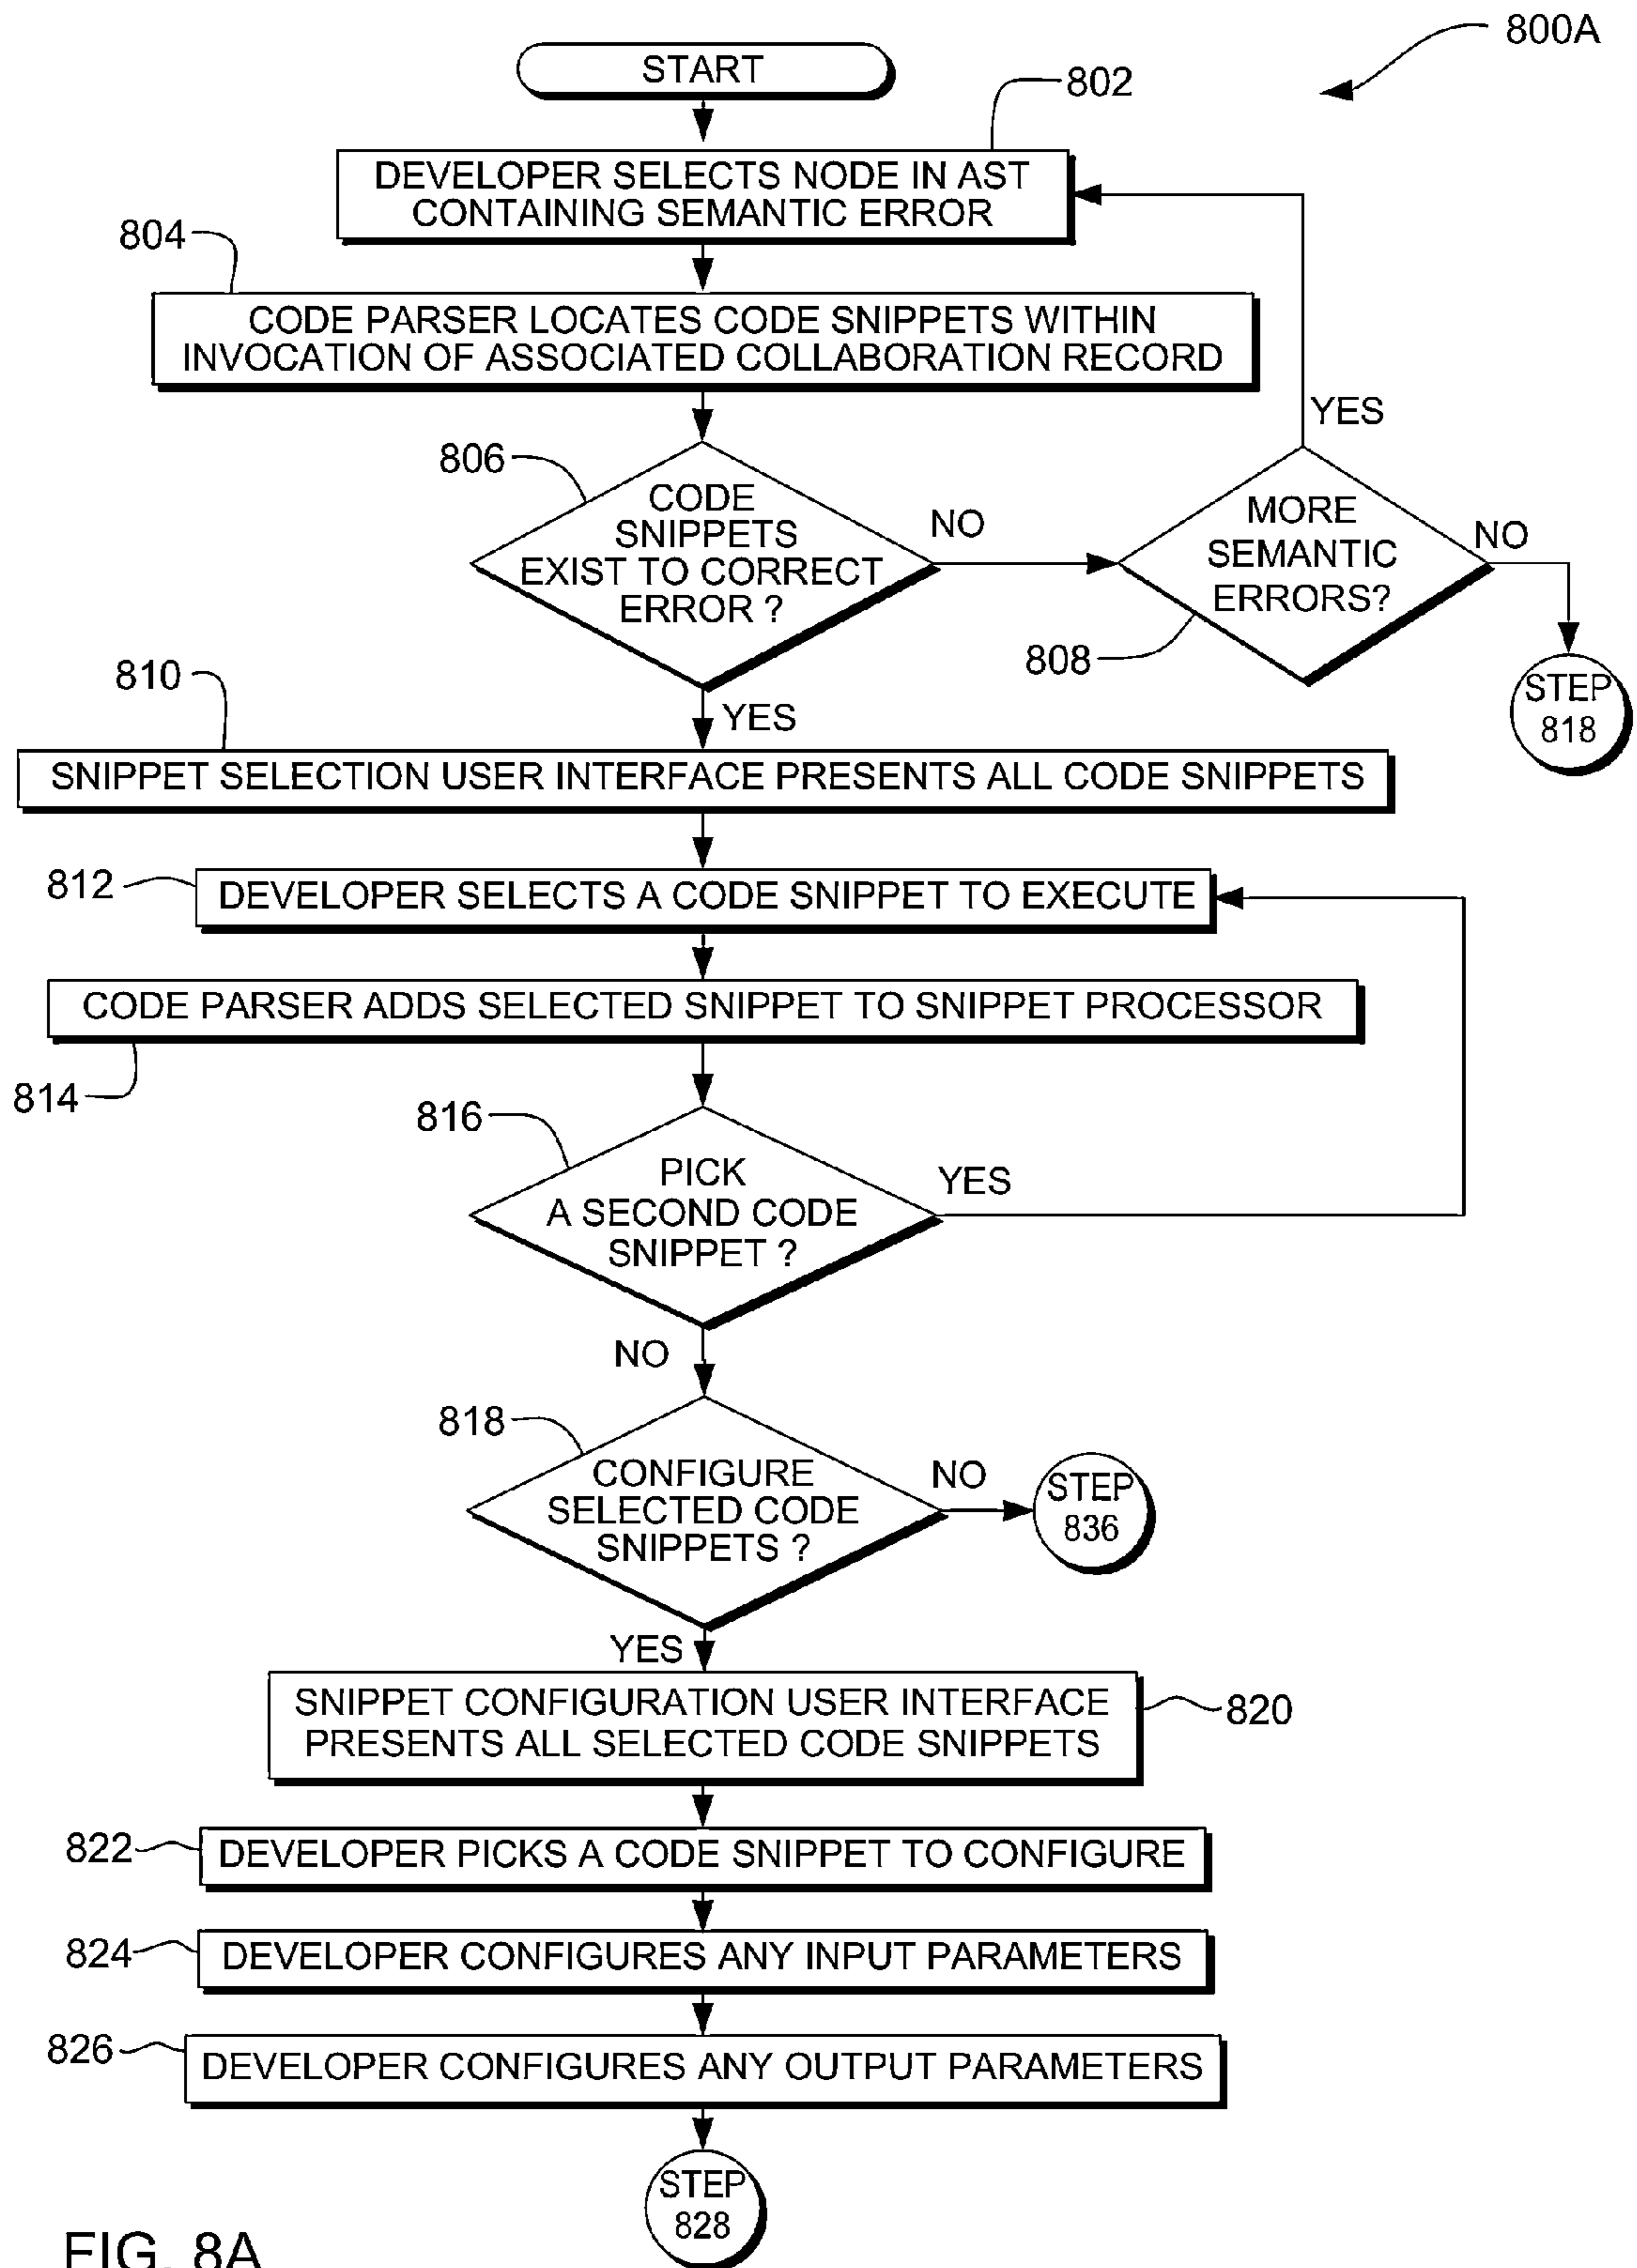 800A
START
802
DEVELOPER SELECTS NODE IN AST
CONTAINING SEMANTIC ERROR
804
CODE PARSER LOCATES CODE SNIPPETS WITHIN
INVOCATION OF ASSOCIATED COLLABORATION RECORD
YES
806
CODE
SNIPPETS
EXIST TO CORRECT
ERROR ?
NO
MORE
SEMANTIC
ERRORS?
NO
808
STEP
818
810
YES
SNIPPET SELECTION USER INTERFACE PRESENTS ALL CODE SNIPPETS
812
DEVELOPER SELECTS A CODE SNIPPET TO EXECUTE
CODE PARSER ADDS SELECTED SNIPPET TO SNIPPET PROCESSOR
814
816
PICK
A SECOND CODE
SNIPPET ?
YES
NO
818
CONFIGURE
SELECTED CODE
SNIPPETS ?
NO
STEP
836
YES
SNIPPET CONFIGURATION USER INTERFACE
PRESENTS ALL SELECTED CODE SNIPPETS
820
822
DEVELOPER PICKS A CODE SNIPPET TO CONFIGURE
824
DEVELOPER CONFIGURES ANY INPUT PARAMETERS
826
DEVELOPER CONFIGURES ANY OUTPUT PARAMETERS
STEP
828
FIG. 8A